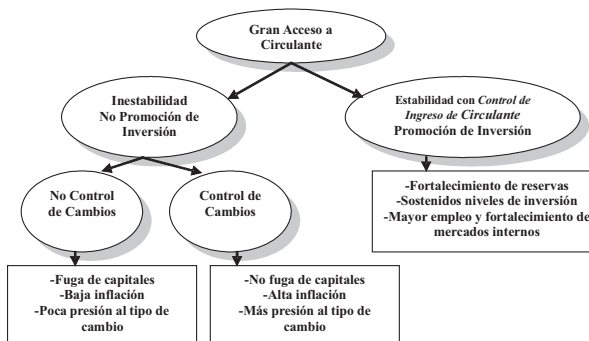 Gran Acceso a
Circulante
Inestabilidad
No Promoción de
Inversión
Estabilidad con Control de
Ingreso de Circulante
Promoción de Inversión
No Control
de Cambios
Control de
Cambios
-Fortalecimiento de reservas
-Sostenidos niveles de inversión
-Mayor empleo y fortalecimiento de
mercados internos
-Fuga de capitales
-Baja inflación
-Poca presión al tipo de
cambio
-No fuga de capitales
-Alta inflación
-Más presión al tipo de
cambio